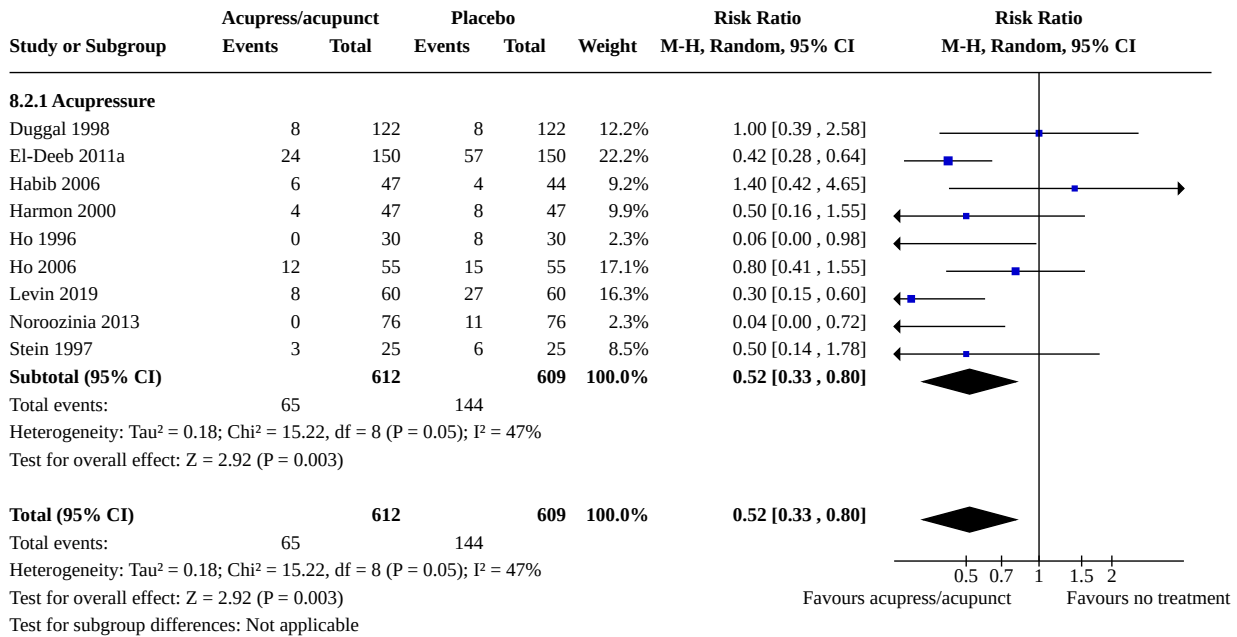 Acupress/acupunct Placebo Risk Ratio Risk Ratio
Study or Subgroup Events Total Events Total Weight M-H, Random, 95% CI M-H, Random, 95% CI
8.2.1 Acupressure
Duggal 1998 8 122 8 122 12.2% 1.00 [0.39 , 2.58]
El-Deeb 2011a 24 150 57 150 22.2% 0.42 [0.28 , 0.64]
Habib 2006 6 47 4 44 9.2% 1.40 [0.42 , 4.65]
Harmon 2000 4 47 8 47 9.9% 0.50 [0.16 , 1.55]
Ho 1996 0 30 8 30 2.3% 0.06 [0.00 , 0.98]
Ho 2006 12 55 15 55 17.1% 0.80 [0.41 , 1.55]
Levin 2019 8 60 27 60 16.3% 0.30 [0.15 , 0.60]
Noroozinia 2013 0 76 11 76 2.3% 0.04 [0.00 , 0.72]
Stein 1997 3 25 6 25 8.5% 0.50 [0.14 , 1.78]
Subtotal (95% CI) 612 609 100.0% 0.52 [0.33 , 0.80]
Total events: 65 144
Heterogeneity: Tau² = 0.18; Chi² = 15.22, df = 8 (P = 0.05); I² = 47%
Test for overall effect: Z = 2.92 (P = 0.003)
Total (95% CI) 612 609 100.0% 0.52 [0.33 , 0.80]
Total events: 65 144
Heterogeneity: Tau² = 0.18; Chi² = 15.22, df = 8 (P = 0.05); I² = 47%
0.5 0.7 1 1.5 2
Test for overall effect: Z = 2.92 (P = 0.003) Favours acupress/acupunct Favours no treatment
Test for subgroup differences: Not applicable